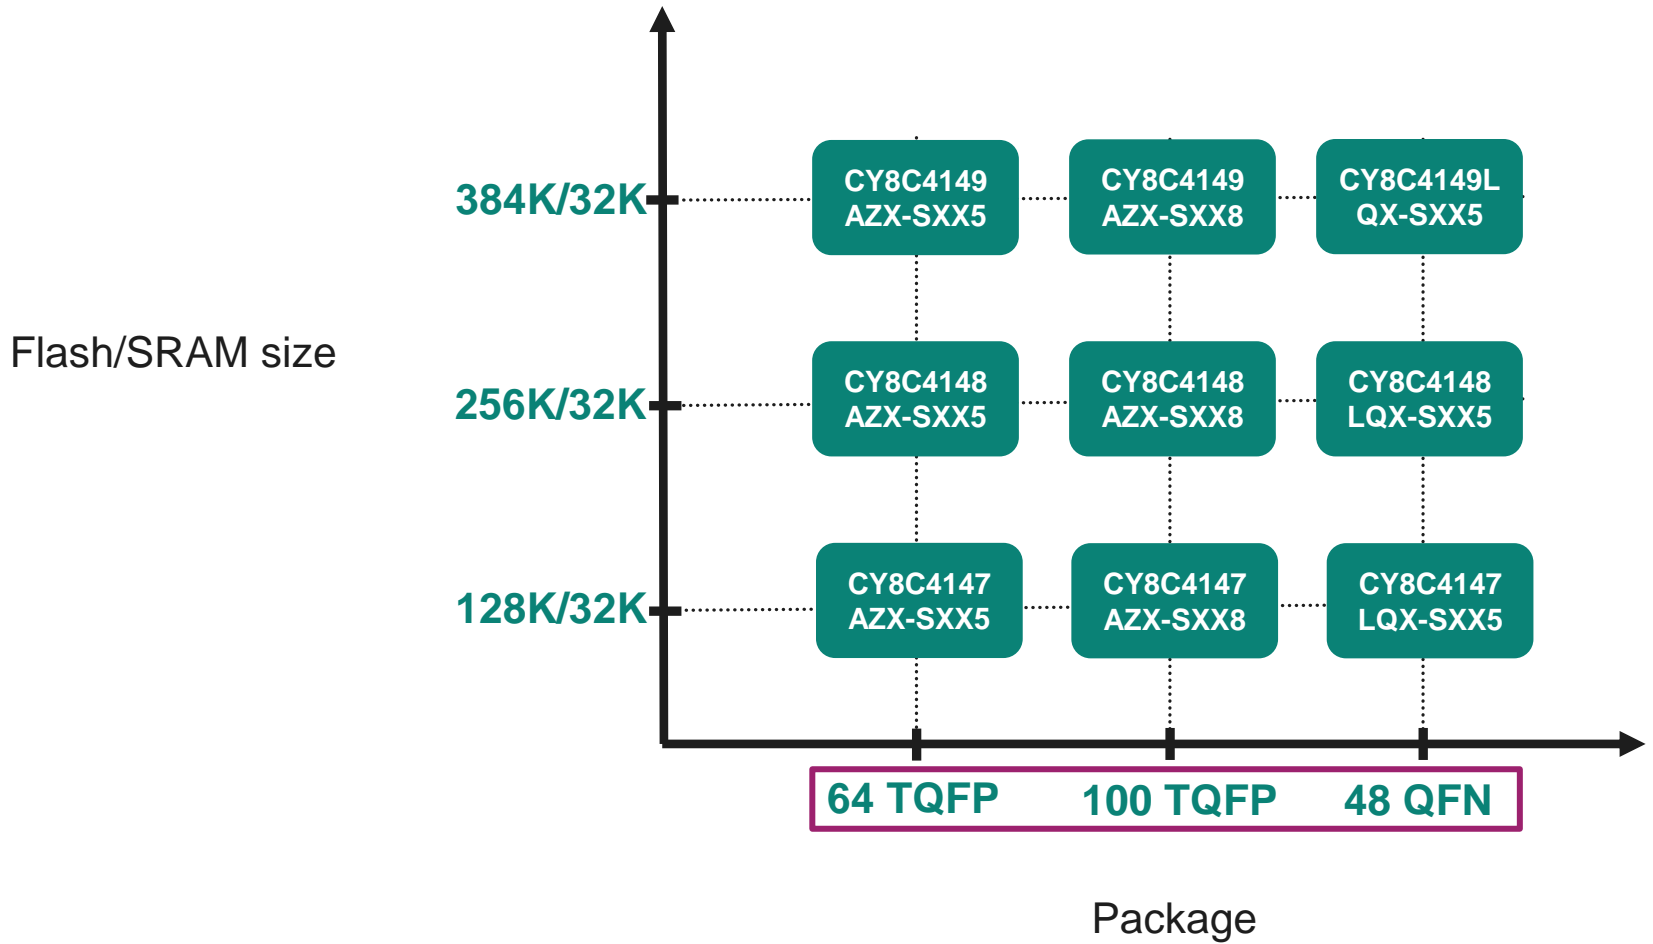 384K/32K
CY8C4149
AZX-SXX5
CY8C4149
AZX-SXX8
CY8C4149L
QX-SXX5
Flash/SRAM size
256K/32K
CY8C4148
AZX-SXX5
CY8C4148
AZX-SXX8
CY8C4148
LQX-SXX5
128K/32K
CY8C4147
AZX-SXX5
CY8C4147
AZX-SXX8
CY8C4147
LQX-SXX5
64 TQFP
100 TQFP
48 QFN
Package